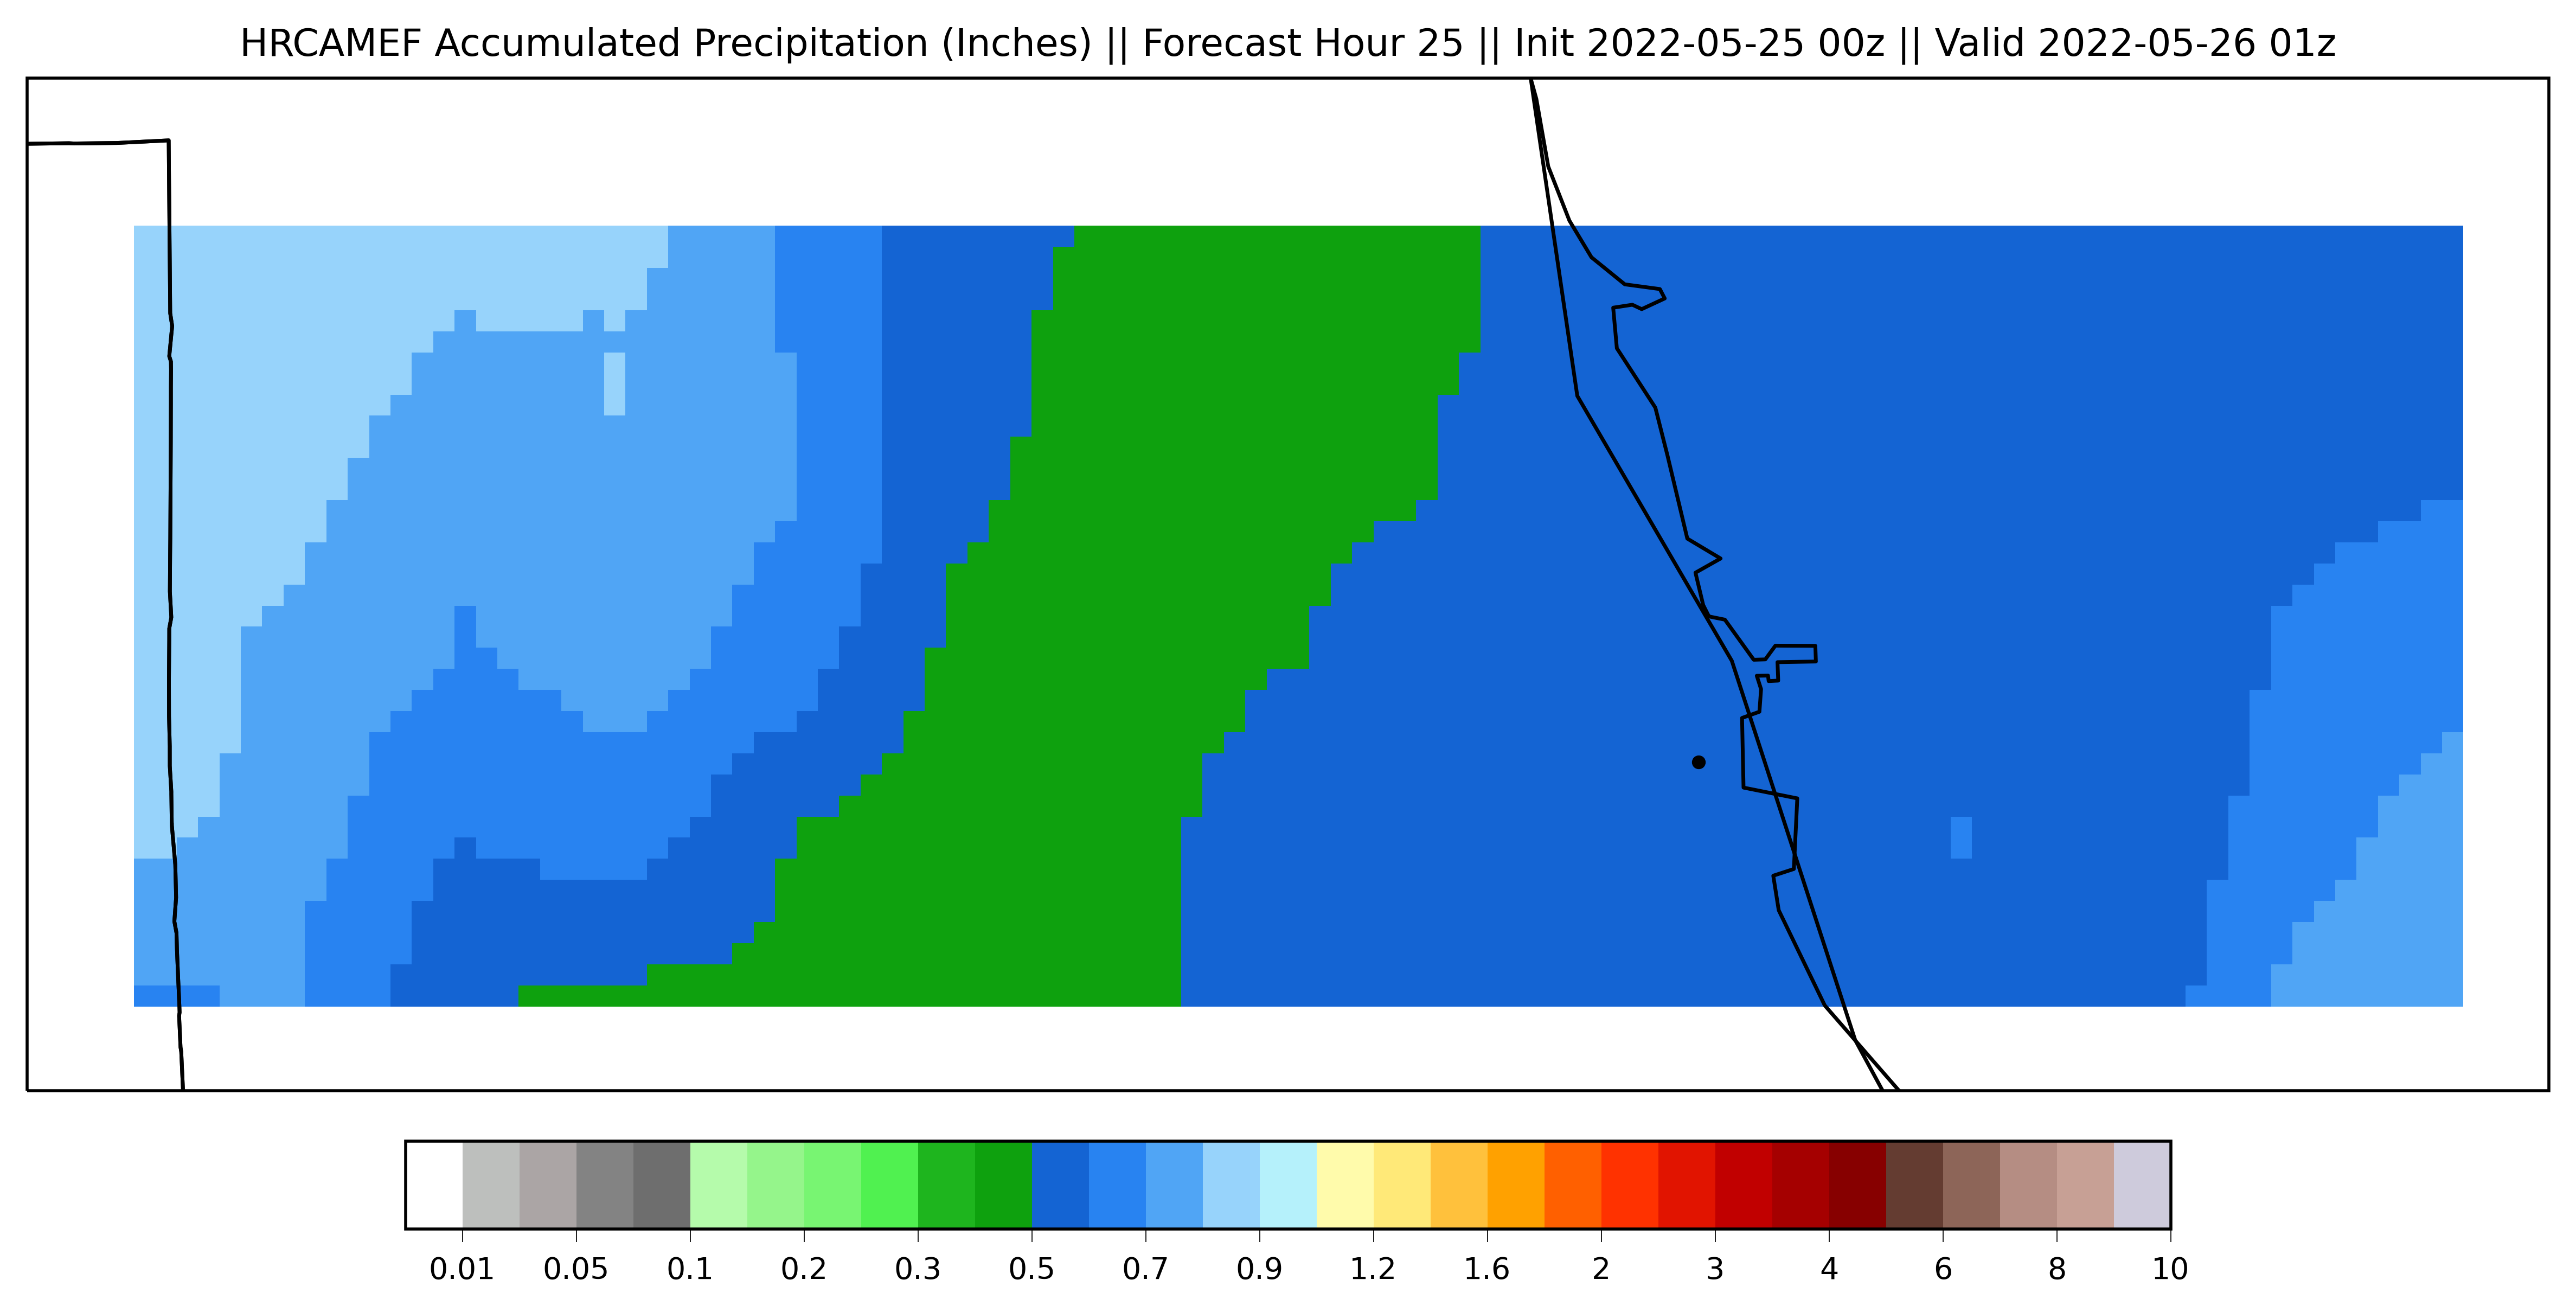 HRCAMEF Accumulated Precipitation (Inches) || Forecast Hour 25 || Init 2022-05-25 00z || Valid 2022-05-26 01z
0.01 0.05 0.1 0.2 0.3 0.5 0.7 0.9 1.2 1.6 2 3 4 6 8 10